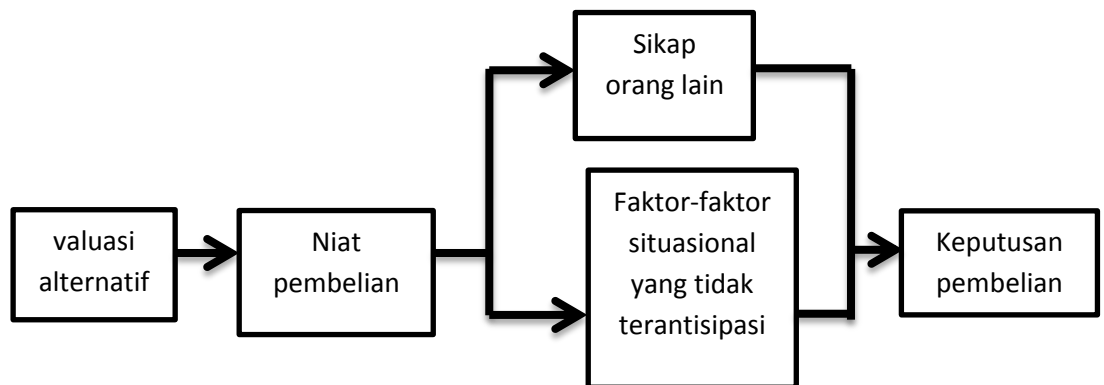 valuasi
alternatif
Niat
pembelian
Sikap
orang lain
Faktor-faktor
situasional
yang tidak
terantisipasi
Keputusan
pembelian